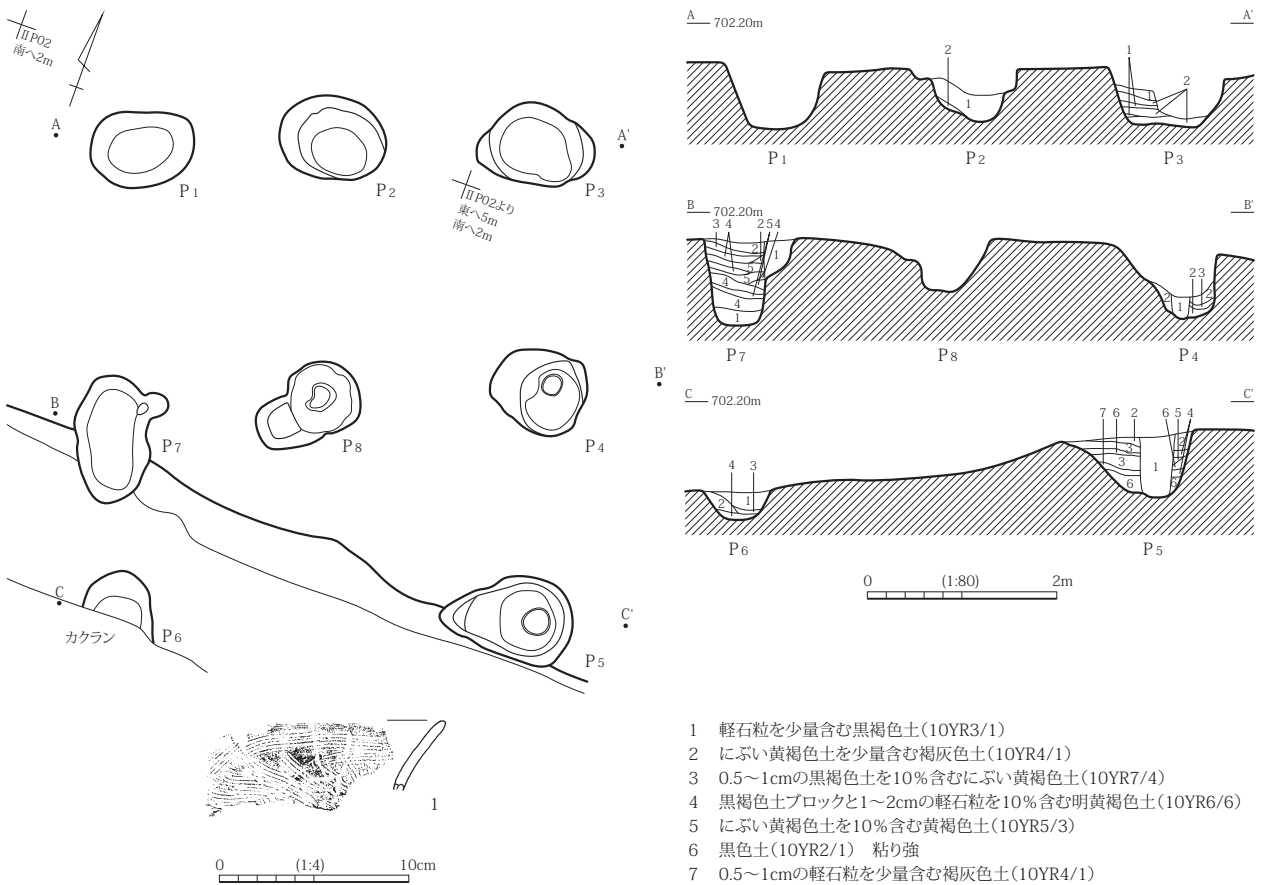 ⅡP02
南へ2m
A
A'
P1
P2
P3
ⅡP02より
東へ5m
南へ2m
B
B'
P7
P8
P4
C
C'
カクラン
P6
P5
1
0 (1:4) 10cm
A 702.20m A'
2 1
1 1 2
P1 P2 P3
B 702.20m B'
3 4 2 5 4
2 1
5
5
4
4
1
2 3
2 1 2
P7 P8 P4
C 702.20m C'
7 6 2 6 5 4
3 2
3 1
6 3
4 3
2 1
P6 P5
0 (1:80) 2m
1 軽石粒を少量含む黒褐色土(10YR3/1)
2 にぶい黄褐色土を少量含む褐灰色土(10YR4/1)
3 0.5～1cmの黒褐色土を10％含むにぶい黄褐色土(10YR7/4)
4 黒褐色土ブロックと1～2cmの軽石粒を10％含む明黄褐色土(10YR6/6)
5 にぶい黄褐色土を10％含む黄褐色土(10YR5/3)
6 黒色土(10YR2/1) 粘り強
7 0.5～1cmの軽石粒を少量含む褐灰色土(10YR4/1)